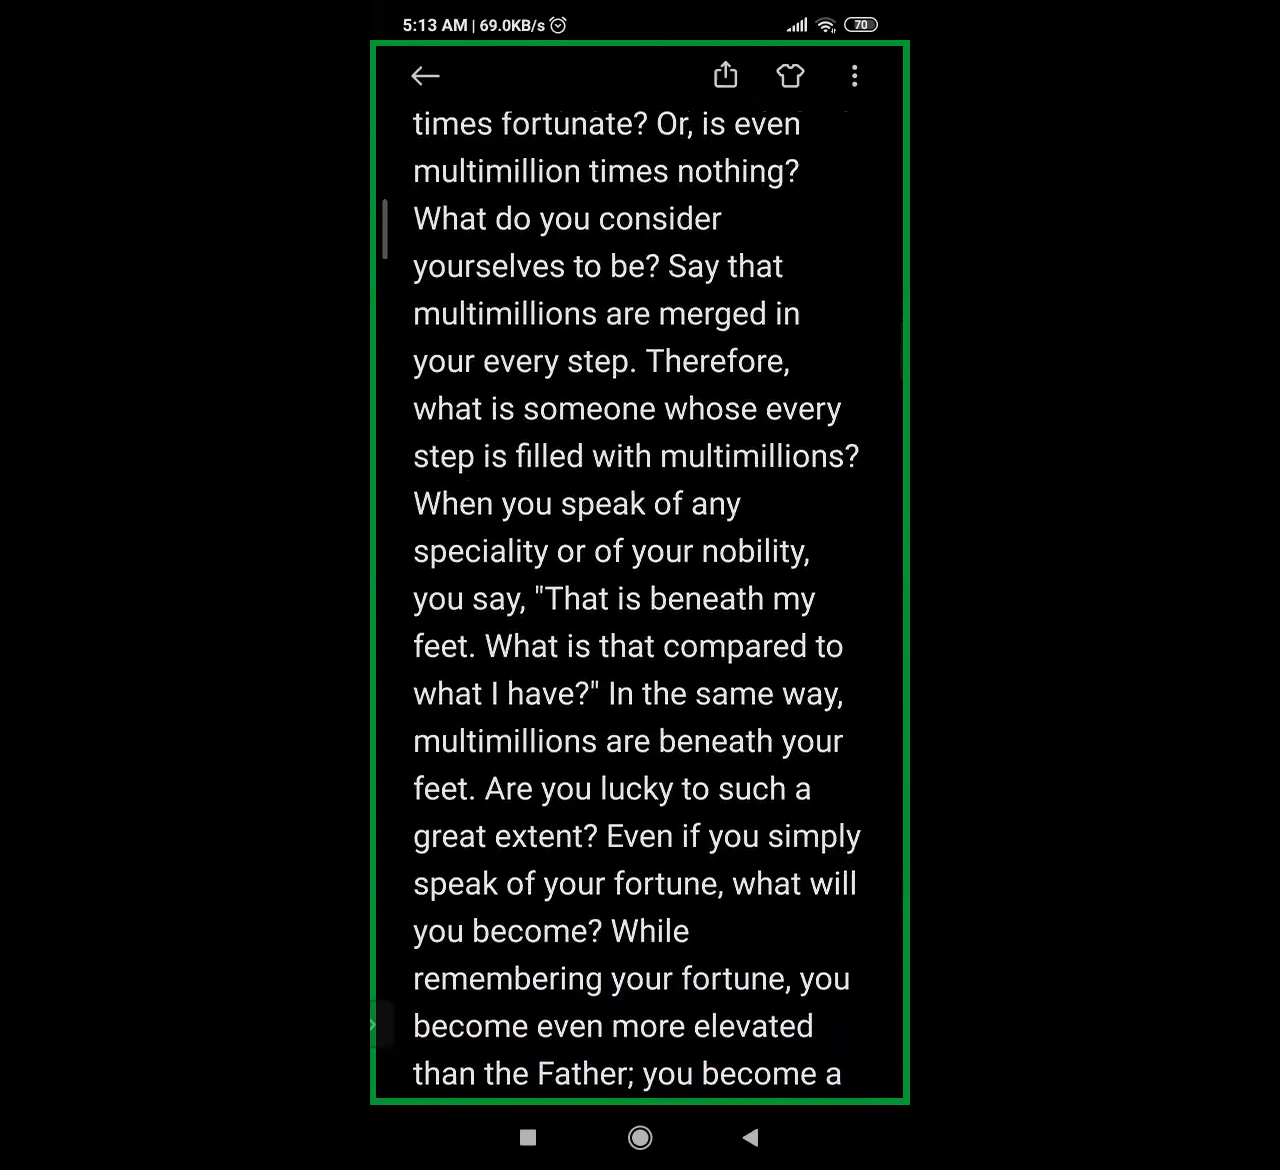 5:13 AM | 69.0KB/s 70
times fortunate? Or, is even
multimillion times nothing?
What do you consider
yourselves to be? Say that
multimillions are merged in
your every step. Therefore,
what is someone whose every
step is filled with multimillions?
When you speak of any
speciality or of your nobility,
you say, "That is beneath my
feet. What is that compared to
what I have?" In the same way,
multimillions are beneath your
feet. Are you lucky to such a
great extent? Even if you simply
speak of your fortune, what will
you become? While
remembering your fortune, you
become even more elevated
than the Father; you become a